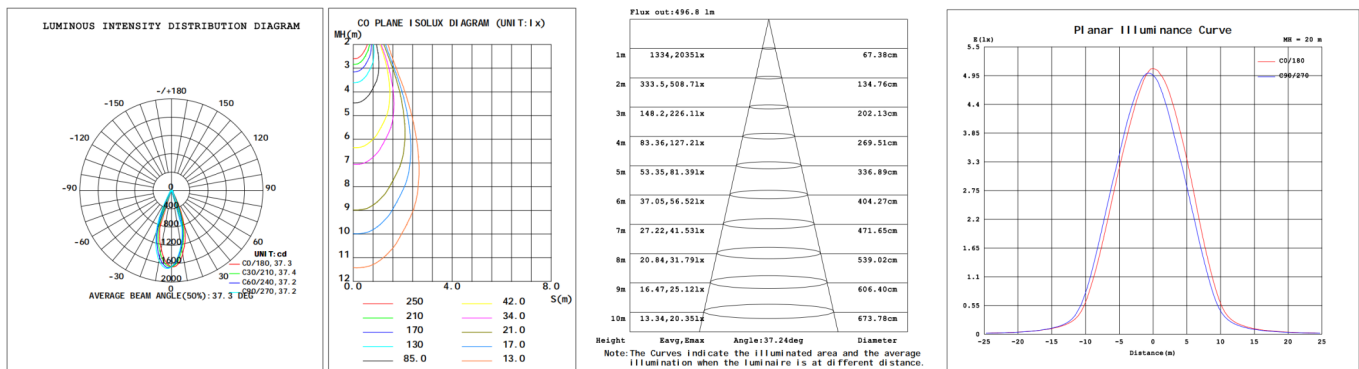 LUMINOUS INTENSITY DISTRIBUTION DIAGRAM
-/+180
-150
150
-120
120
-90
90
-60
60
-30
30
0
0
400
800
1200
1600
2000
UNIT:cd
C0/180, 37.3
C30/210, 37.4
C60/240, 37.2
C90/270, 37.2
AVERAGE BEAM ANGLE(50%):37.3 DEG
C0 PLANE ISOLUX DIAGRAM (UNIT:lx)
MH(m)
2
3
4
5
6
7
8
9
10
11
12
0.0
4.0
8.0
S(m)
250
42.0
210
34.0
170
21.0
130
17.0
85.0
13.0
Flux out:496.8 lm
1m 1334,2035lx 67.38cm
2m 333.5,508.7lx 134.76cm
3m 148.2,226.1lx 202.13cm
4m 83.36,127.2lx 269.51cm
5m 53.35,81.39lx 336.89cm
6m 37.05,56.52lx 404.27cm
7m 27.22,41.53lx 471.65cm
8m 20.84,31.79lx 539.02cm
9m 16.47,25.12lx 606.40cm
10m 13.34,20.35lx 673.78cm
Height Eavg,Emax Angle:37.24deg Diameter
Note:The Curves indicate the illuminated area and the average
illumination when the luminaire is at different distance.
Planar Illuminance Curve
E(lx)
MH = 20 m
C0/180
C90/270
5.5
4.95
4.4
3.85
3.3
2.75
2.2
1.65
1.1
0.55
-25 -20 -15 -10 -5 0 5 10 15 20 25
Distance(m)